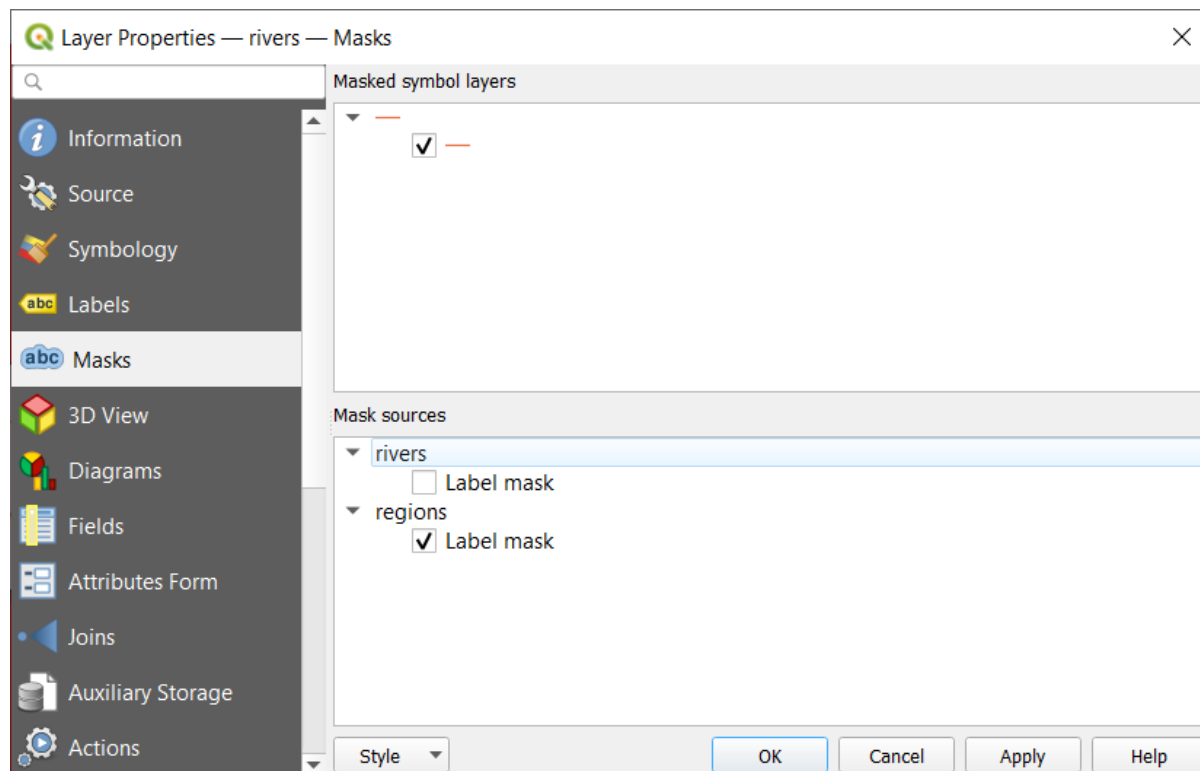 Layer Properties — rivers — Masks
Information
Source
Symbology
abc Labels
abc Masks
3D View
Diagrams
Fields
Attributes Form
Joins
Auxiliary Storage
Actions
Masked symbol layers
Mask sources
rivers
Label mask
regions
Label mask
Style
OK
Cancel
Apply
Help